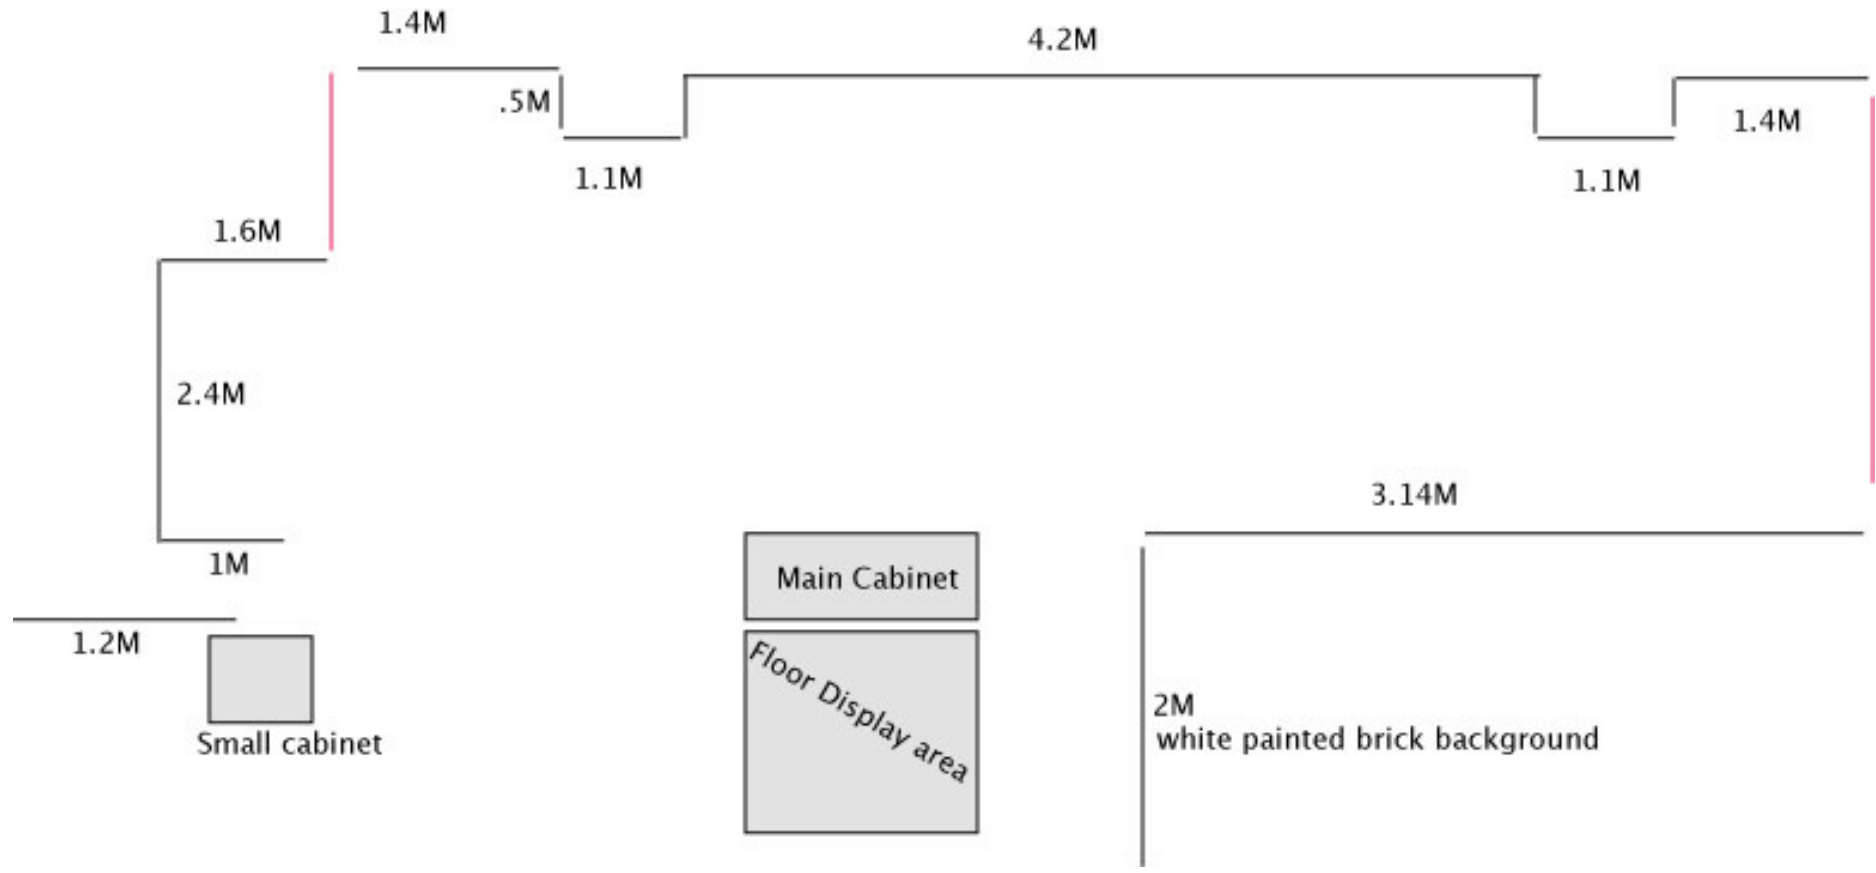 1.4M
4.2M
.5M
1.4M
1.1M
1.1M
1.6M
2.4M
3.14M
1M
Main Cabinet
1.2M
Floor Display area
2M
white painted brick background
Small cabinet